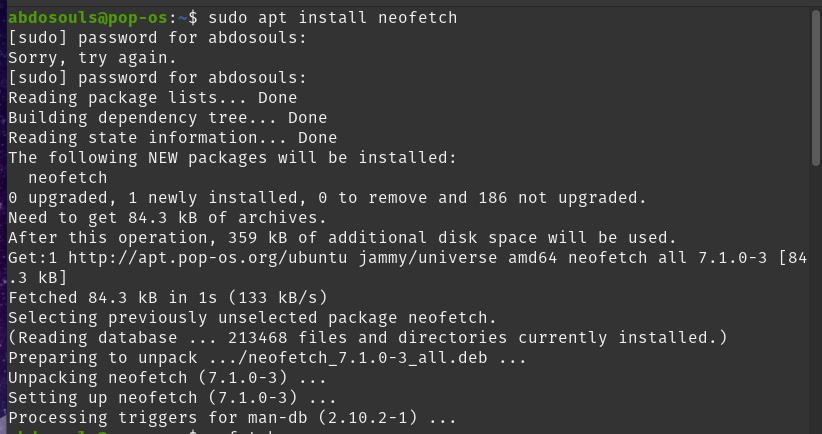 abdosouls@pop-os:~$ sudo apt install neofetch
[sudo] password for abdosouls:
Sorry, try again.
[sudo] password for abdosouls:
Reading package lists... Done
Building dependency tree... Done
Reading state information... Done
The following NEW packages will be installed:
  neofetch
0 upgraded, 1 newly installed, 0 to remove and 186 not upgraded.
Need to get 84.3 kB of archives.
After this operation, 359 kB of additional disk space will be used.
Get:1 http://apt.pop-os.org/ubuntu jammy/universe amd64 neofetch all 7.1.0-3 [84
.3 kB]
Fetched 84.3 kB in 1s (133 kB/s)
Selecting previously unselected package neofetch.
(Reading database ... 213468 files and directories currently installed.)
Preparing to unpack .../neofetch_7.1.0-3_all.deb ...
Unpacking neofetch (7.1.0-3) ...
Setting up neofetch (7.1.0-3) ...
Processing triggers for man-db (2.10.2-1) ...